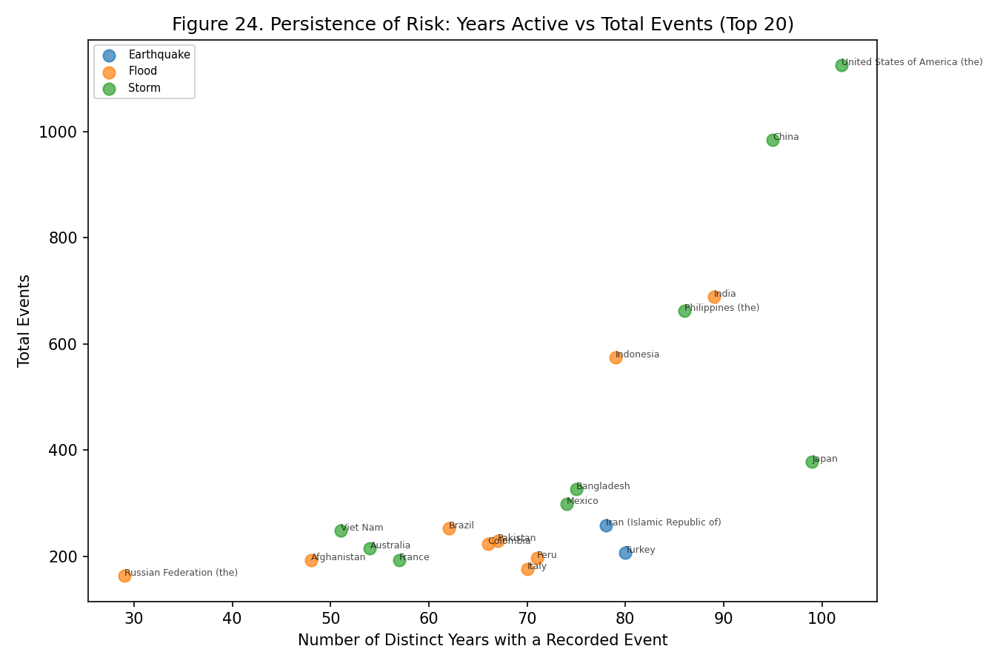 Figure 24. Persistence of Risk: Years Active vs Total Events (Top 20)
Earthquake
Flood
Storm
United States of America (the)
China
India
Philippines (the)
Indonesia
Japan
Bangladesh
Mexico
Iran (Islamic Republic of)
Viet Nam
Brazil
Pakistan
Colombia
Australia
Turkey
Afghanistan
France
Peru
Italy
Russian Federation (the)
Total Events
1000
800
600
400
200
30 40 50 60 70 80 90 100
Number of Distinct Years with a Recorded Event